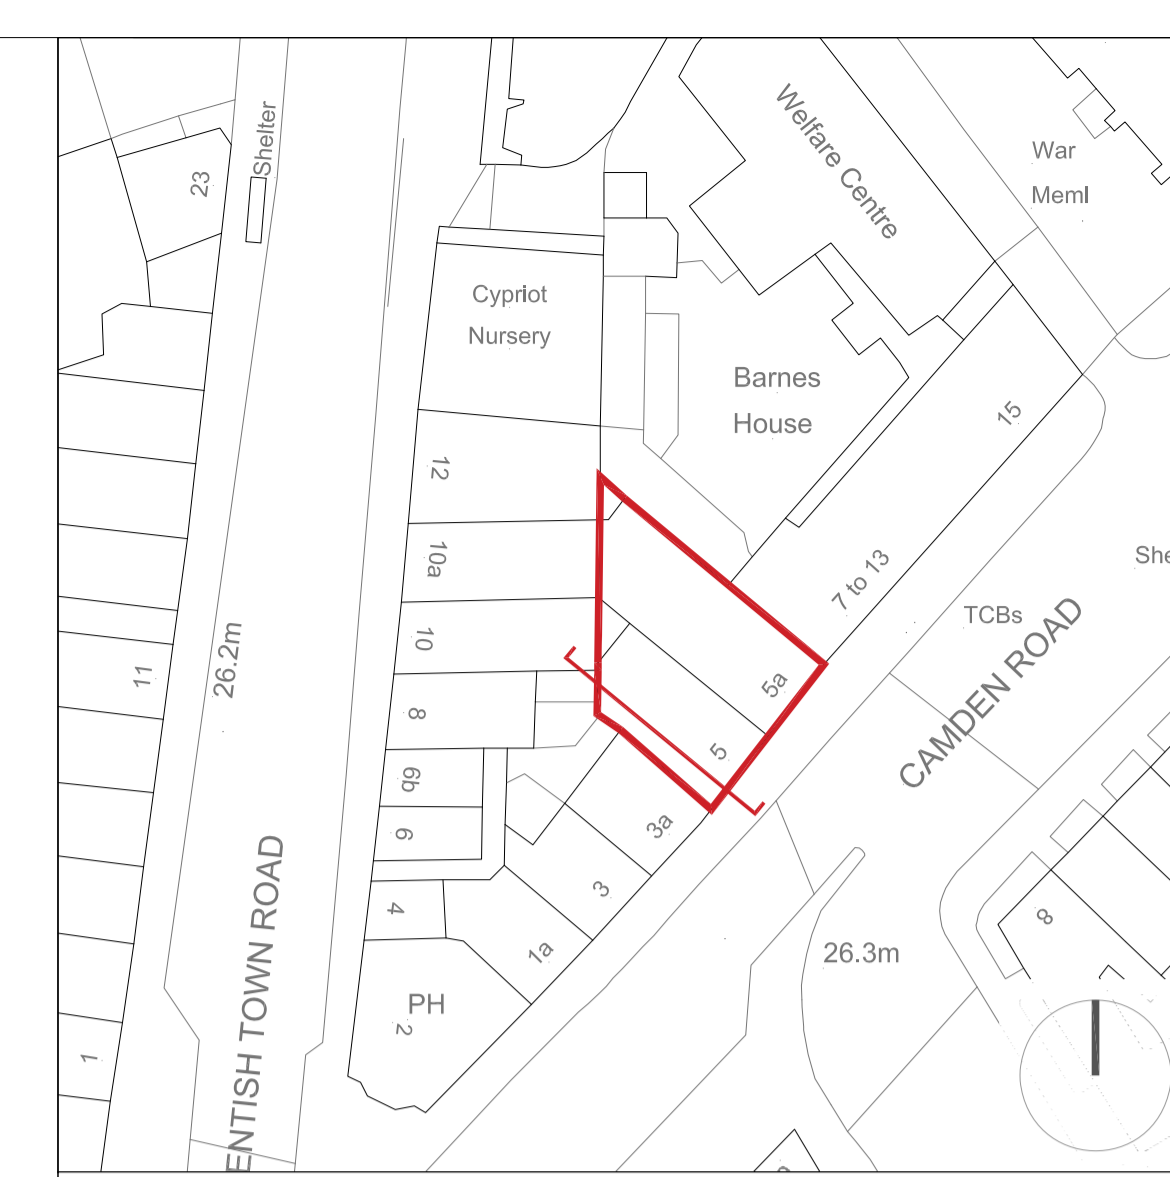 Shelter
23
Welfare Centre
War
Meml
Cypriot
Nursery
Barnes
House
15
12
10a
7 to 13
She
TCBs
CAMDEN ROAD
10
26.2m
11
5a
8
5
6b
6
3a
3
4
1a
8
26.3m
PH
2
1
ENTISH TOWN ROAD